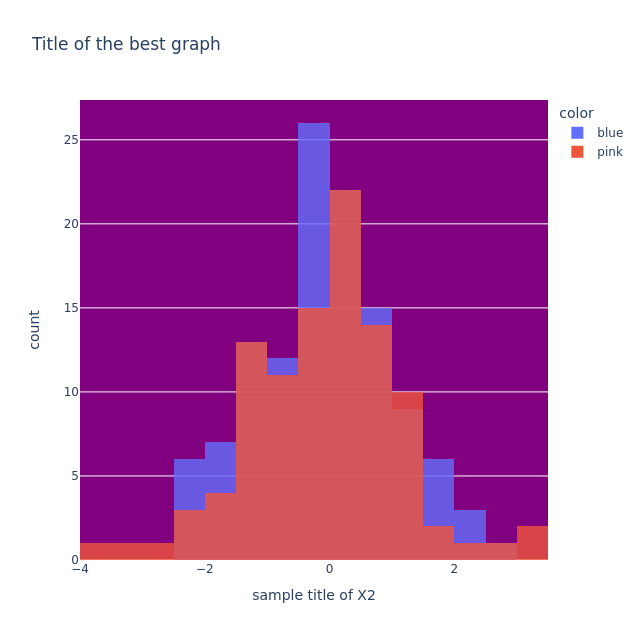 Title of the best graph
color
blue
pink
25
20
15
10
5
0
count
−4
−2
0
2
sample title of X2